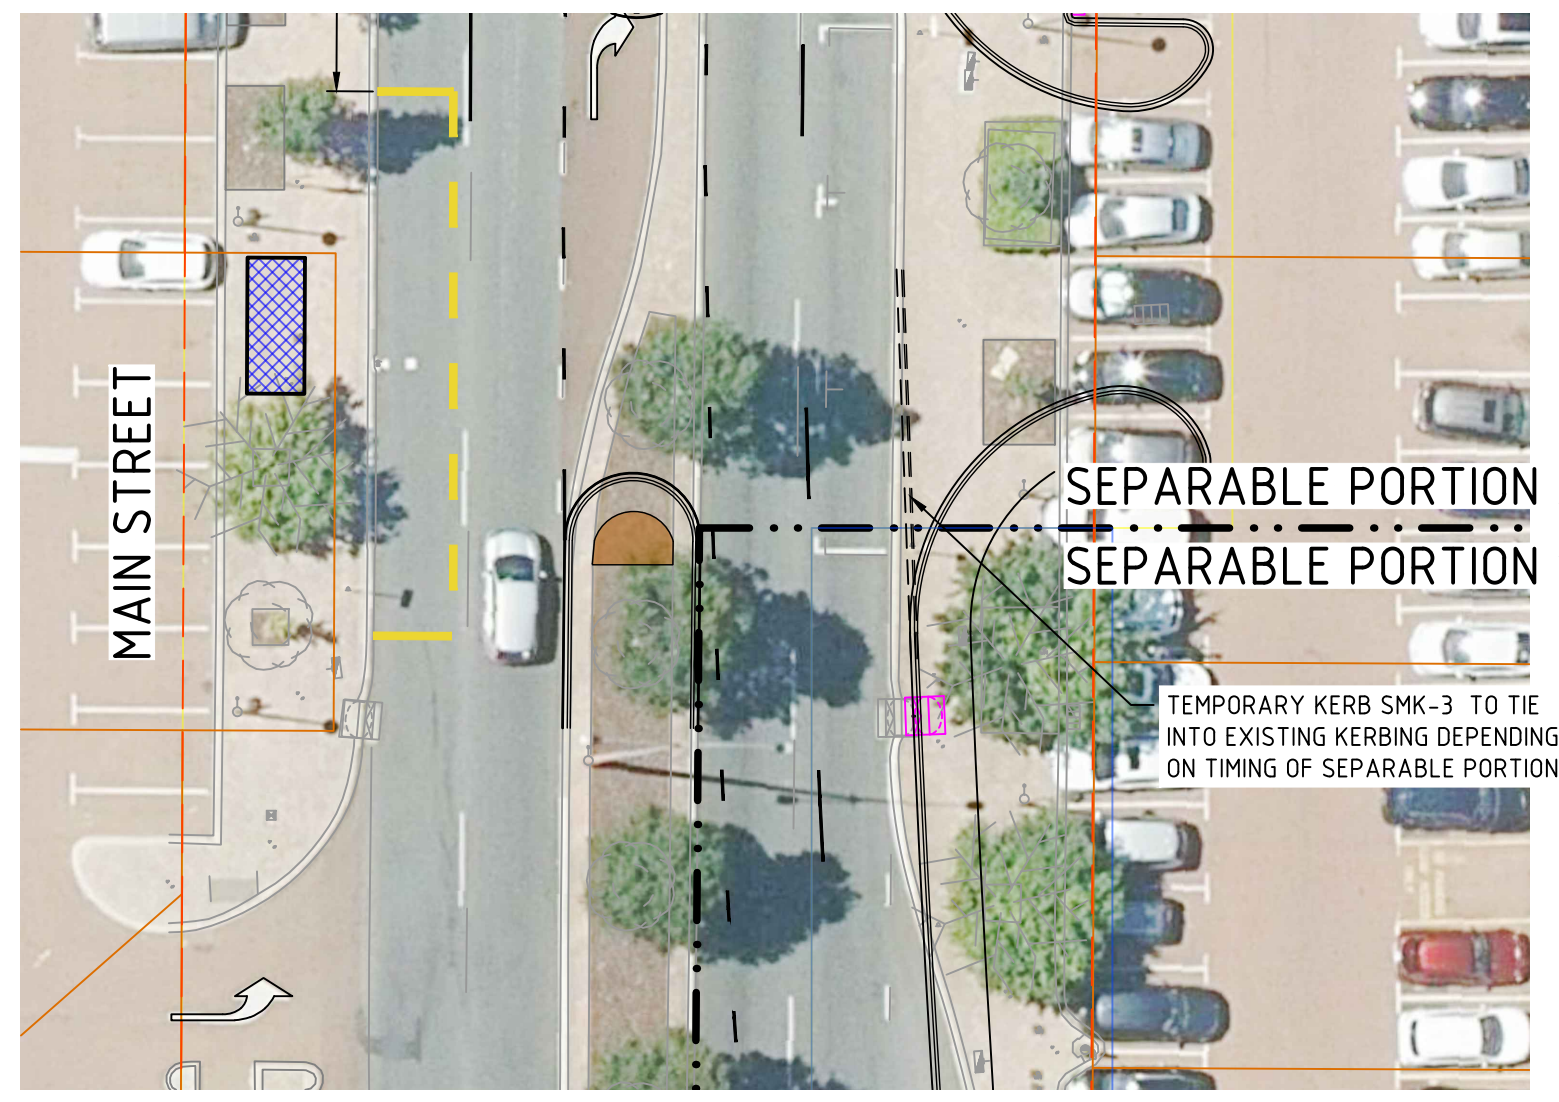 MAIN STREET
SEPARABLE PORTION
SEPARABLE PORTION
TEMPORARY KERB SMK-3 TO TIE
INTO EXISTING KERBING DEPENDING
ON TIMING OF SEPARABLE PORTION